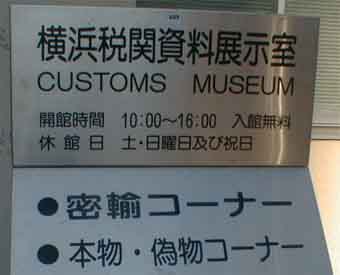 横浜税関資料展示室
CUSTOMS MUSEUM
開館時間 10:00～16:00 入館無料
休館日 土・日曜日及び祝日
●密輸コーナー
●本物・偽物コーナー